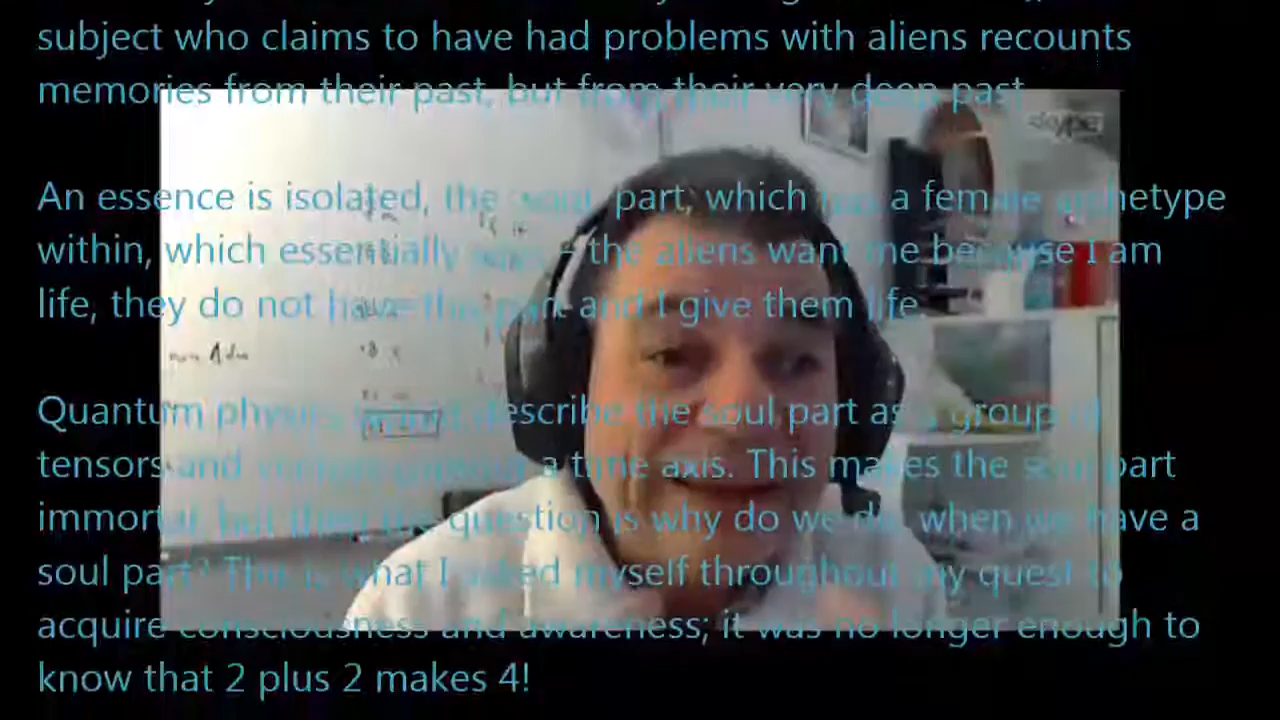 subject who claims to have had problems with aliens recounts
memories from their past, but from their very deep past
skype
An essence is isolated, the soul part, which has a female archetype
within, which essentially says – the aliens want me because I am
life, they do not have this part and I give them life.
Quantum physics would describe the soul part as a group of
tensors and vectors without a time axis. This makes the soul part
immortal, but then the question is why do we die, when we have a
soul part? This is what I asked myself throughout my quest to
acquire consciousness and awareness; it was no longer enough to
know that 2 plus 2 makes 4!